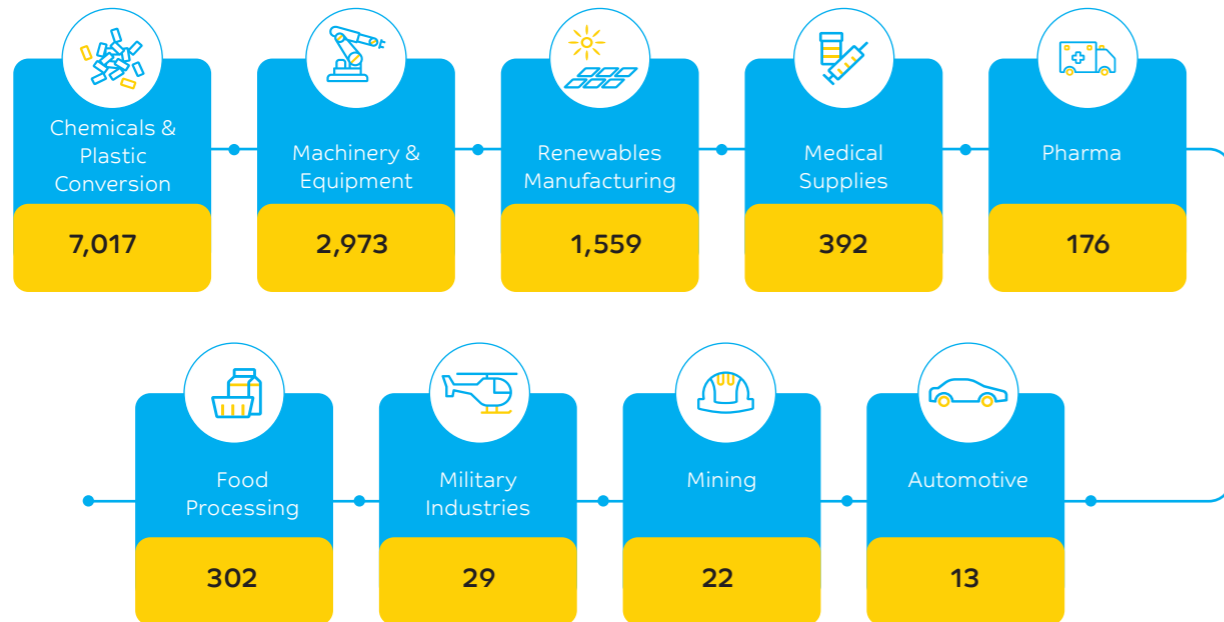 Chemicals &
Plastic
Conversion
7,017
Machinery &
Equipment
2,973
Renewables
Manufacturing
1,559
Medical
Supplies
392
Pharma
176
Food
Processing
302
Military
Industries
29
Mining
22
Automotive
13